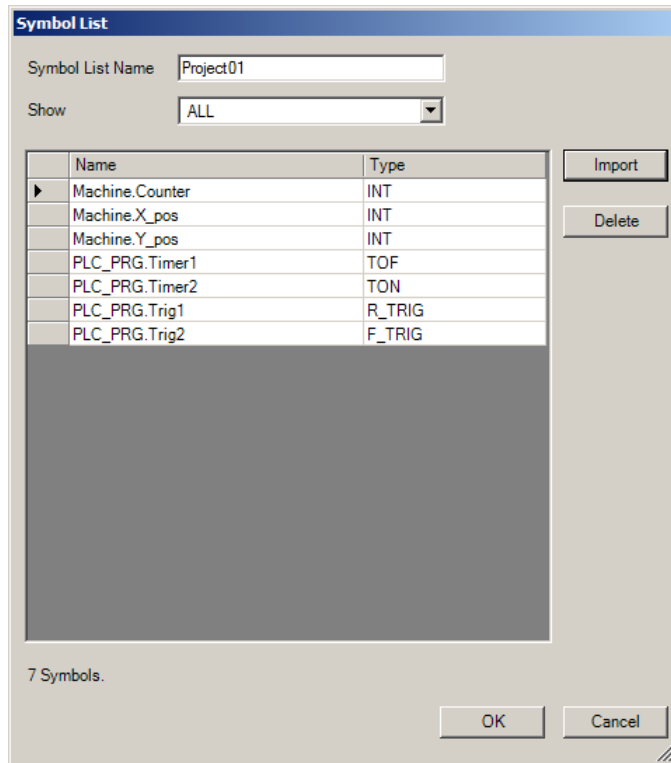 Symbol List
Symbol List Name Project01
Show ALL
Name Type
Import
Machine.Counter INT
Machine.X_pos INT
Delete
Machine.Y_pos INT
PLC_PRG.Timer1 TOF
PLC_PRG.Timer2 TON
PLC_PRG.Trig1 R_TRIG
PLC_PRG.Trig2 F_TRIG
7 Symbols.
OK Cancel